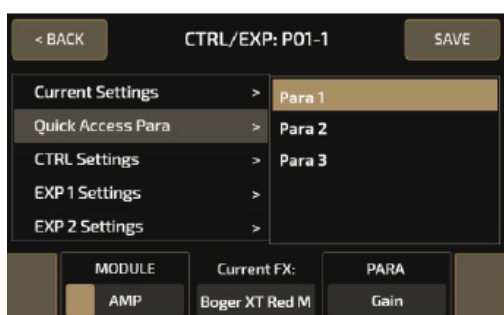 < BACK CTRL/EXP: P01-1 SAVE
Current Settings > Para 1
Quick Access Para > Para 2
CTRL Settings > Para 3
EXP 1 Settings >
EXP 2 Settings >
MODULE Current FX: PARA
AMP Boger XT Red M Gain